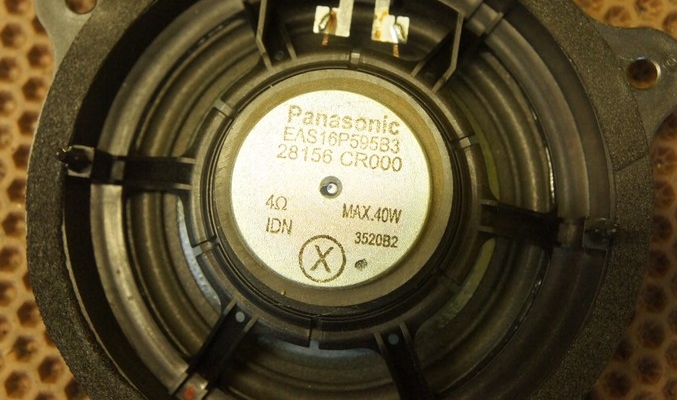 Panasonic
EAS16P595B3
28156 CR000
4Ω MAX.40W
IDN 3520B2
X